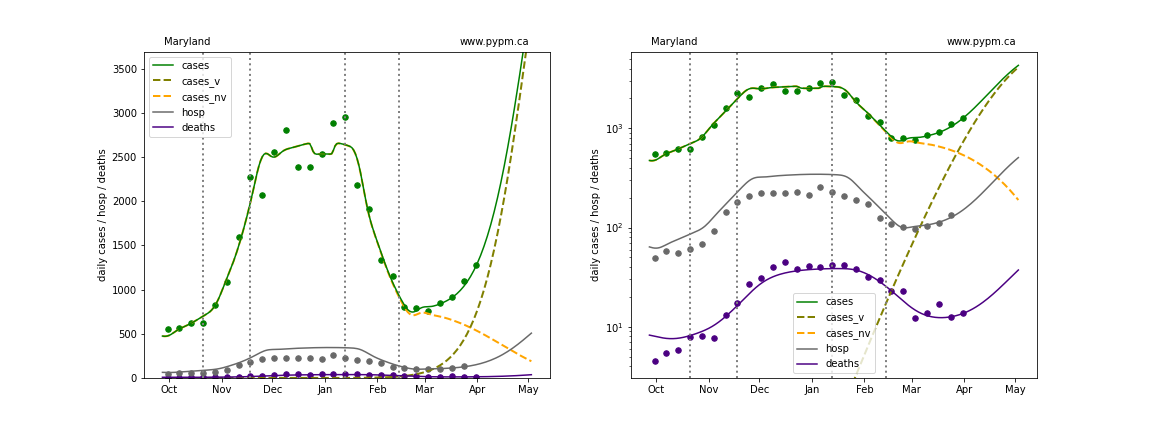 Maryland
www.pypm.ca
daily cases / hosp / deaths
3500
3000
2500
2000
1500
1000
500
0
cases
cases_v
cases_nv
hosp
deaths
Oct Nov Dec Jan Feb Mar Apr May
Maryland
www.pypm.ca
daily cases / hosp / deaths
10³
10²
10¹
cases
cases_v
cases_nv
hosp
deaths
Oct Nov Dec Jan Feb Mar Apr May